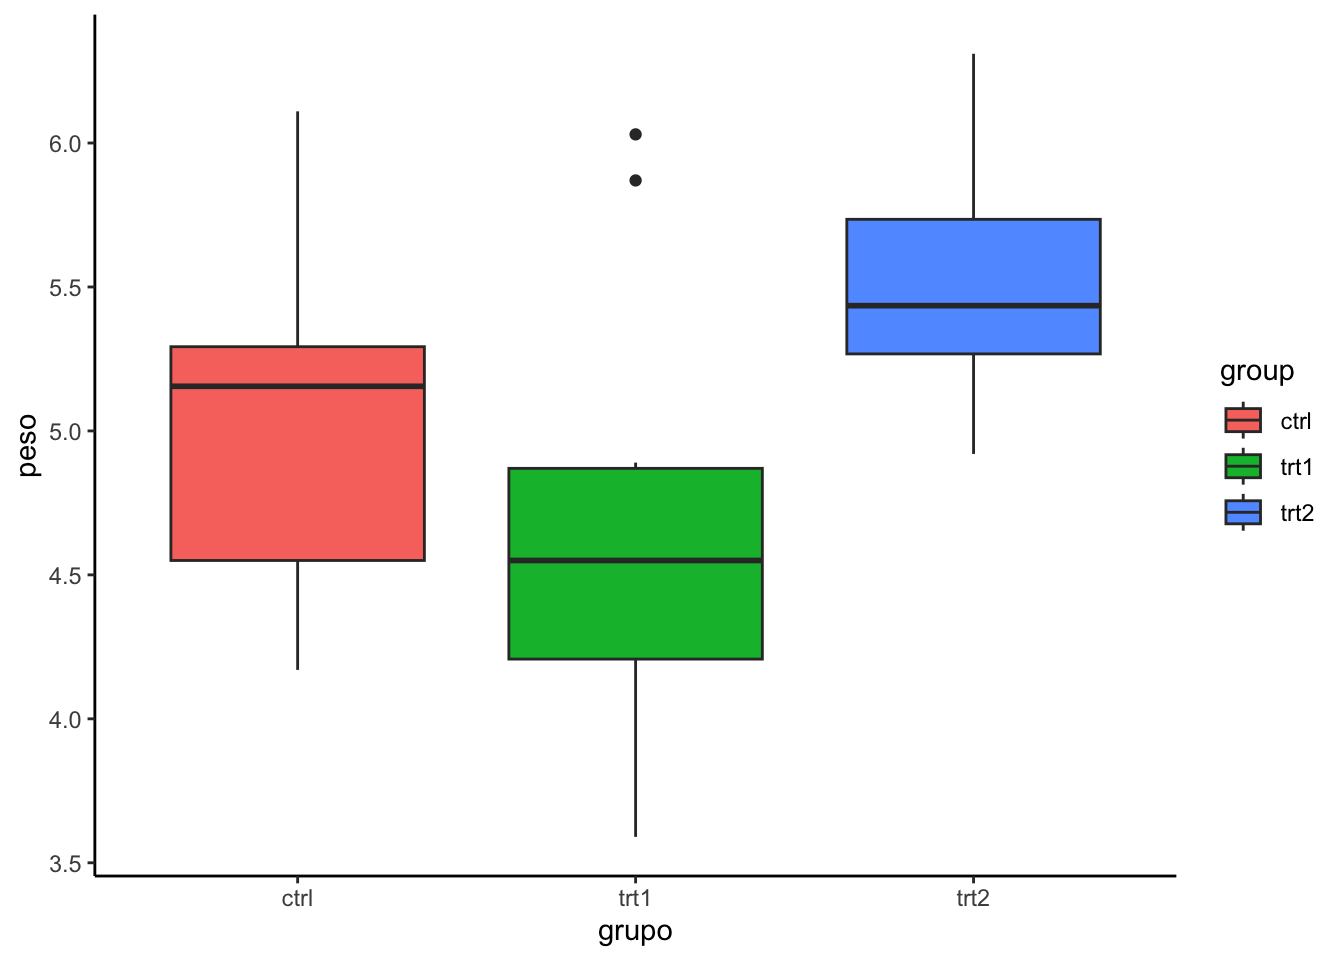 peso
6.0
5.5
5.0
4.5
4.0
3.5
ctrl trt1 trt2
grupo
group
ctrl
trt1
trt2